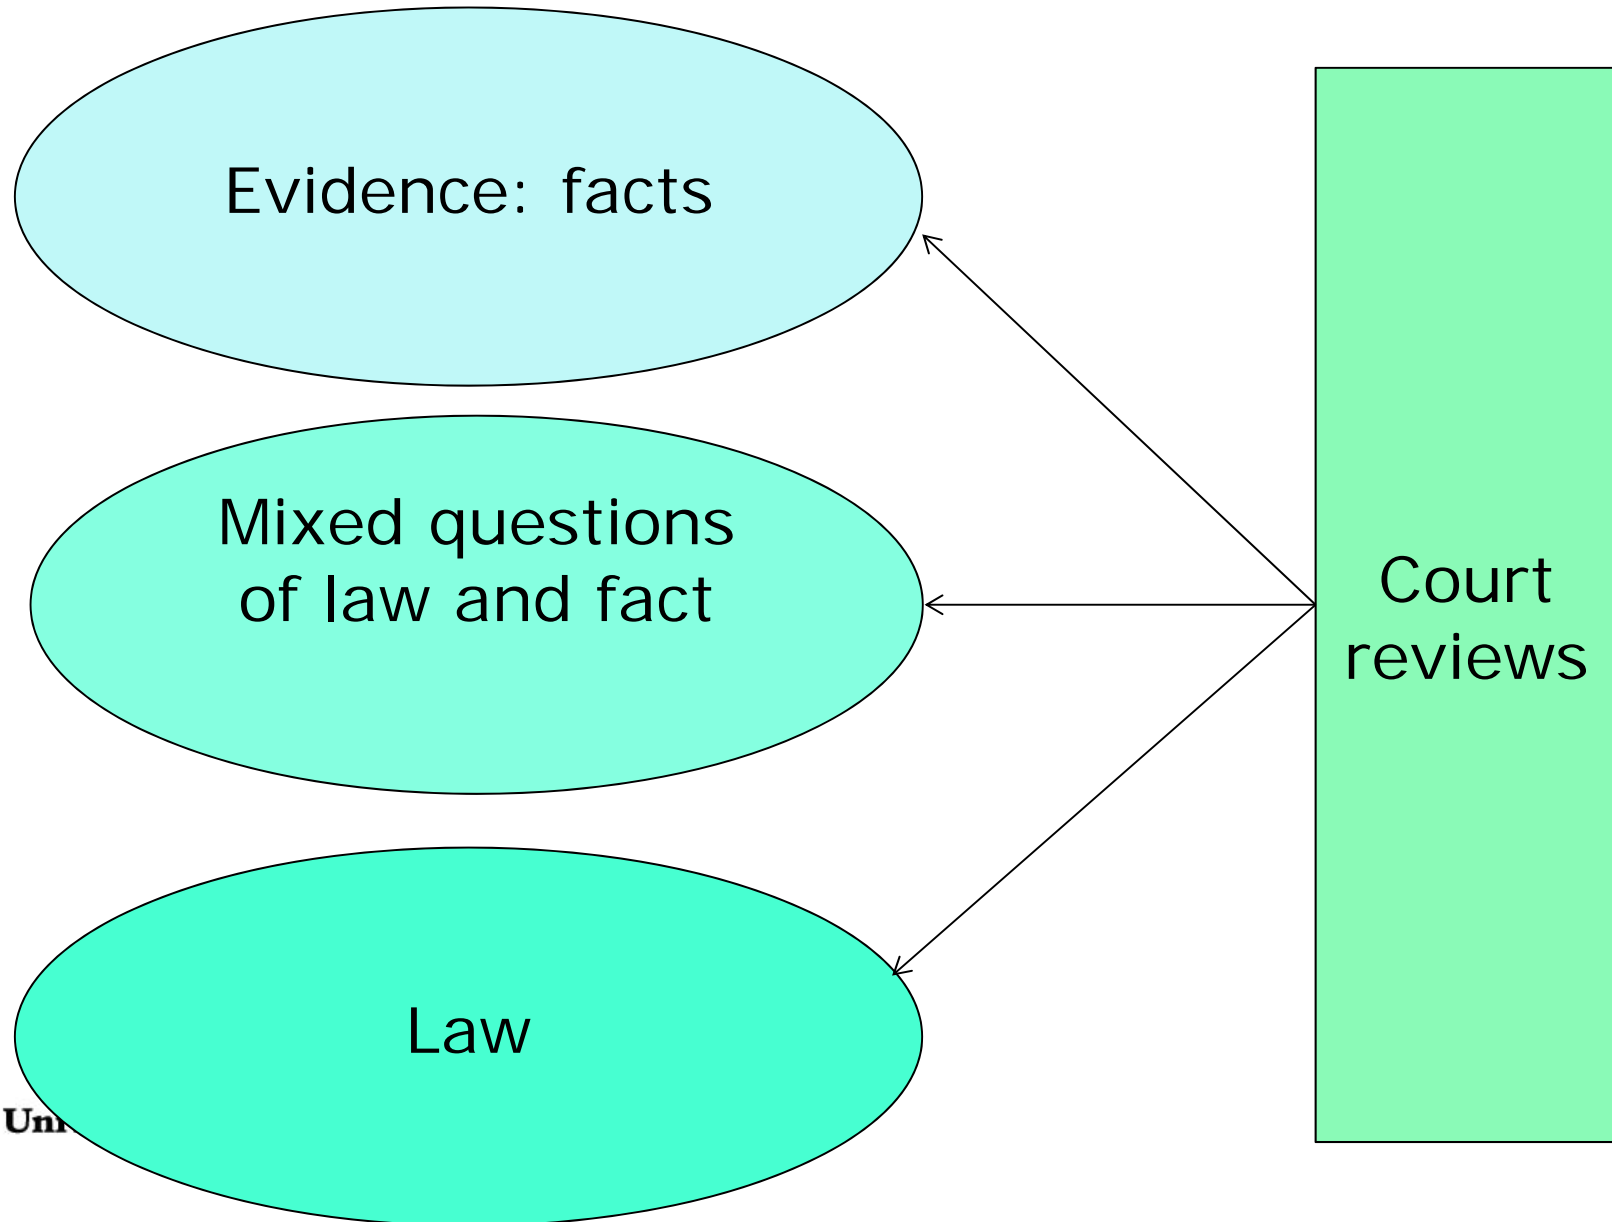 Evidence: facts
Mixed questions
of law and fact
Court
reviews
Law